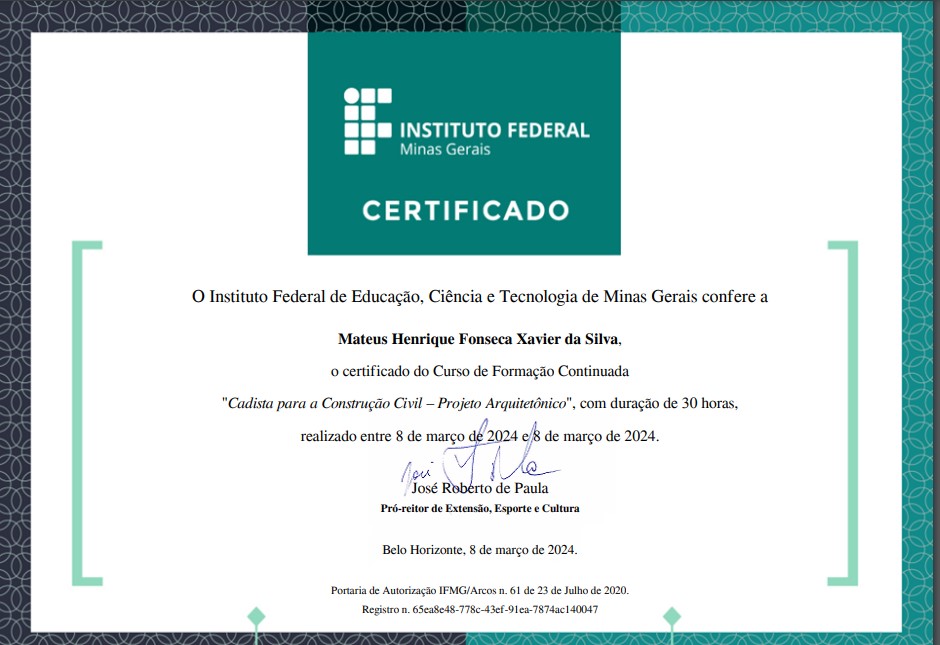 INSTITUTO FEDERAL
Minas Gerais
CERTIFICADO
O Instituto Federal de Educação, Ciência e Tecnologia de Minas Gerais confere a
Mateus Henrique Fonseca Xavier da Silva,
o certificado do Curso de Formação Continuada
"Cadista para a Construção Civil – Projeto Arquitetônico", com duração de 30 horas,
realizado entre 8 de março de 2024 e 8 de março de 2024.
José Roberto de Paula
Pró-reitor de Extensão, Esporte e Cultura
Belo Horizonte, 8 de março de 2024.
Portaria de Autorização IFMG/Arcos n. 61 de 23 de Julho de 2020.
Registro n. 65ea8e48-778c-43ef-91ea-7874ac140047